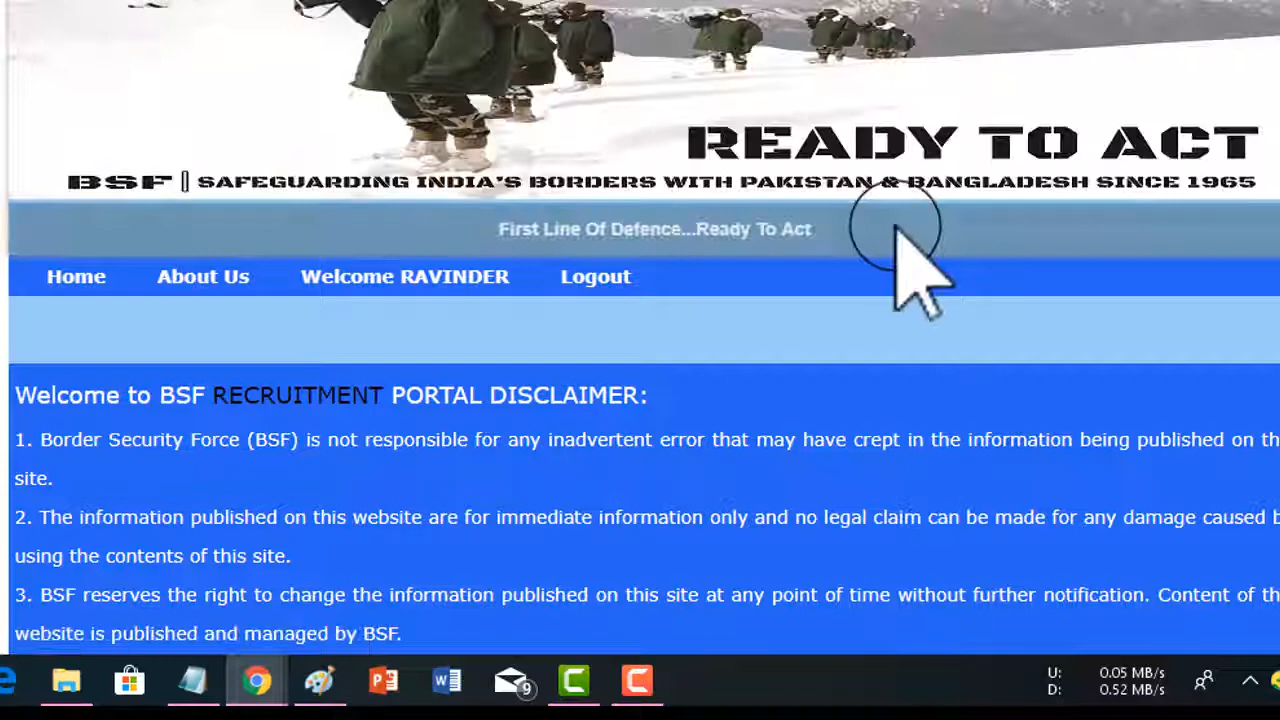 READY TO ACT
BSF | SAFEGUARDING INDIA'S BORDERS WITH PAKISTAN & BANGLADESH SINCE 1965
First Line Of Defence...Ready To Act
Home About Us Welcome RAVINDER Logout
Welcome to BSF RECRUITMENT PORTAL DISCLAIMER:
1. Border Security Force (BSF) is not responsible for any inadvertent error that may have crept in the information being published on th
site.
2. The information published on this website are for immediate information only and no legal claim can be made for any damage caused b
using the contents of this site.
3. BSF reserves the right to change the information published on this site at any point of time without further notification. Content of th
website is published and managed by BSF.
U: 0.05 MB/s
D: 0.52 MB/s
9